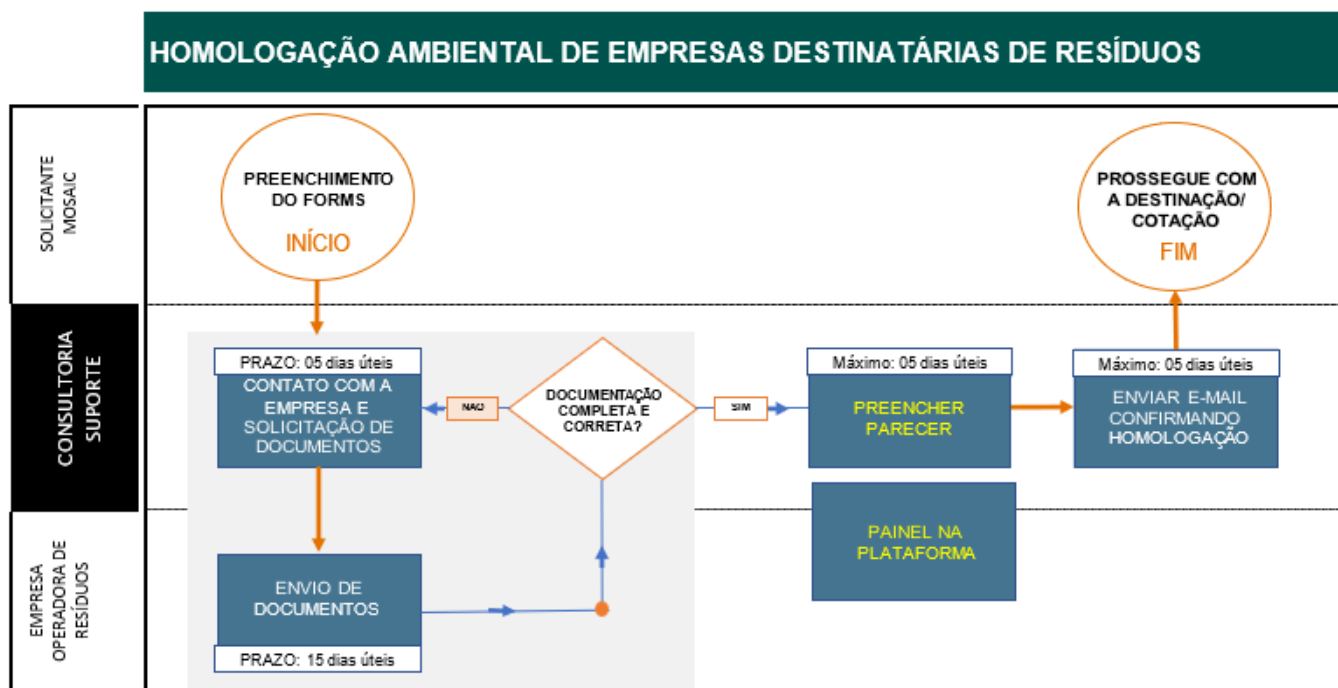 HOMOLOGAÇÃO AMBIENTAL DE EMPRESAS DESTINATÁRIAS DE RESÍDUOS
SOLICITANTE
MOSAIC
PREENCHIMENTO
DO FORMS
INÍCIO
PROSSEGUE COM
A DESTINAÇÃO/
COTAÇÃO
FIM
CONSULTORIA
SUPORTE
PRAZO: 05 dias úteis
CONTATO COM A
EMPRESA E
SOLICITAÇÃO DE
DOCUMENTOS
NÃO
DOCUMENTAÇÃO
COMPLETA E
CORRETA?
SIM
Máximo: 05 dias úteis
PREENCHER
PARECER
Máximo: 05 dias úteis
ENVIAR E-MAIL
CONFIRMANDO
HOMOLOGAÇÃO
EMPRESA
OPERADORA DE
RESÍDUOS
ENVIO DE
DOCUMENTOS
PRAZO: 15 dias úteis
PAINEL NA
PLATAFORMA